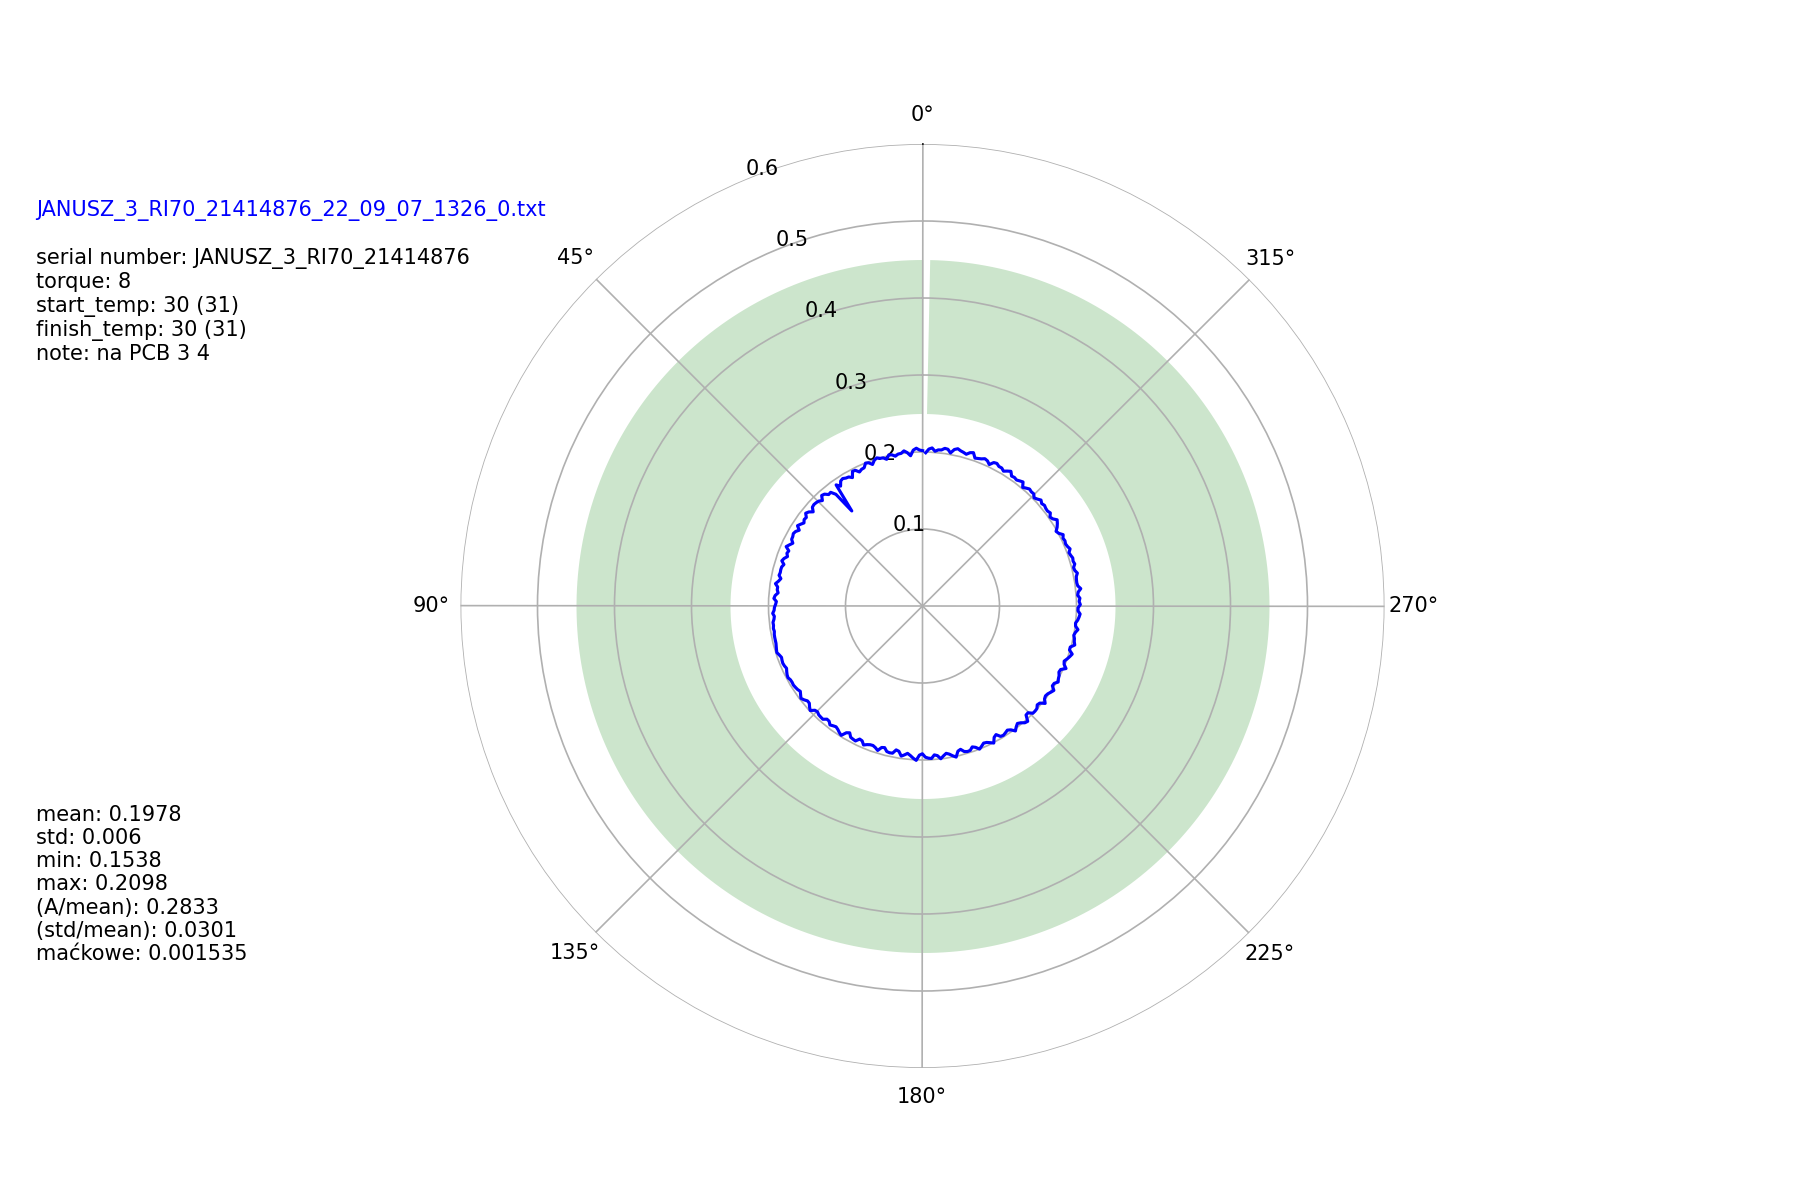 0°
0.6
JANUSZ_3_RI70_21414876_22_09_07_1326_0.txt
0.5
serial number: JANUSZ_3_RI70_21414876
45°
315°
torque: 8
start_temp: 30 (31)
0.4
finish_temp: 30 (31)
note: na PCB 3 4
0.3
0.2
0.1
90°
270°
mean: 0.1978
std: 0.006
min: 0.1538
max: 0.2098
(A/mean): 0.2833
(std/mean): 0.0301
maćkowe: 0.001535
135°
225°
180°